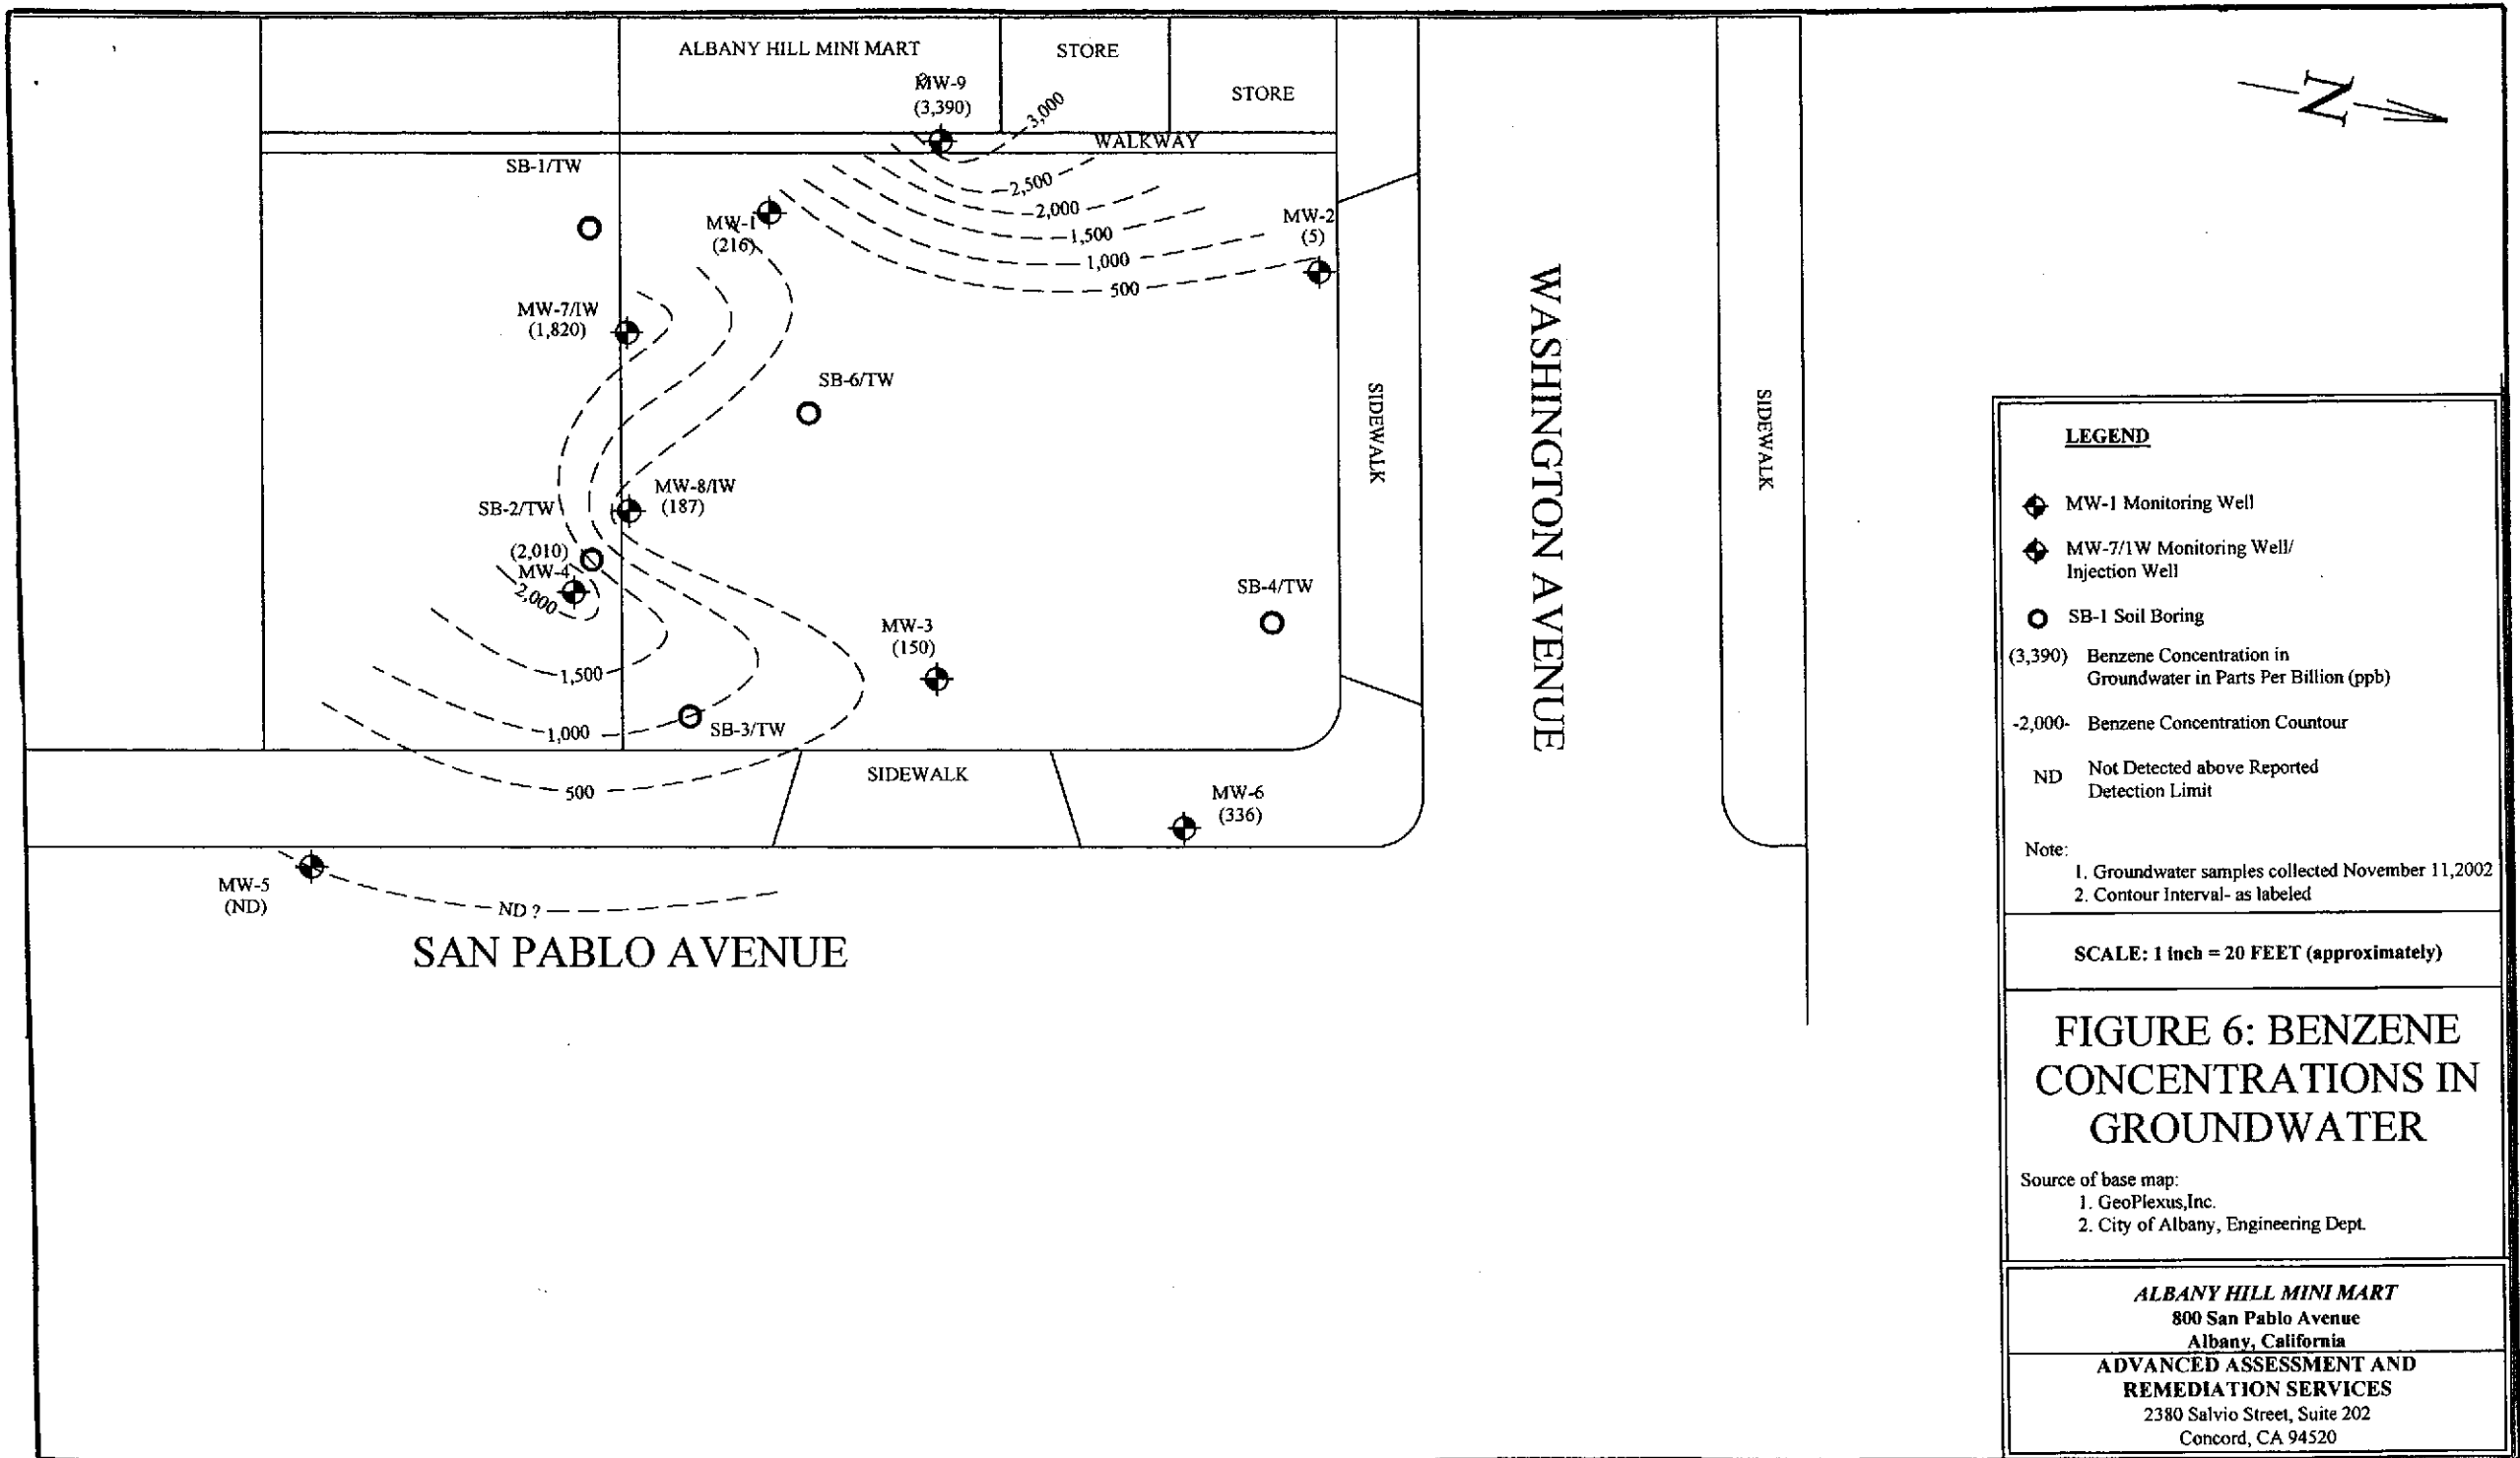 ALBANY HILL MINI MART
STORE
STORE
MW-9
(3,390)
3,000
WALKWAY
N
SB-1/TW
2,500
2,000
1,500
1,000
500
MW-1
(216)
MW-2
(5)
MW-7/IW
(1,820)
SB-6/TW
SIDEWALK
WASHINGTON AVENUE
SIDEWALK
MW-8/IW
(187)
SB-2/TW
(2,010)
MW-4
2,000
SB-4/TW
MW-3
(150)
1,500
1,000
SB-3/TW
500
SIDEWALK
MW-6
(336)
MW-5
(ND)
ND ?
SAN PABLO AVENUE
LEGEND
MW-1 Monitoring Well
MW-7/1W Monitoring Well/
Injection Well
SB-1 Soil Boring
(3,390) Benzene Concentration in
Groundwater in Parts Per Billion (ppb)
-2,000- Benzene Concentration Countour
ND Not Detected above Reported
Detection Limit
Note:
1. Groundwater samples collected November 11,2002
2. Contour Interval- as labeled
SCALE: 1 inch = 20 FEET (approximately)
FIGURE 6: BENZENE
CONCENTRATIONS IN
GROUNDWATER
Source of base map:
1. GeoPlexus,Inc.
2. City of Albany, Engineering Dept.
ALBANY HILL MINI MART
800 San Pablo Avenue
Albany, California
ADVANCED ASSESSMENT AND
REMEDIATION SERVICES
2380 Salvio Street, Suite 202
Concord, CA 94520